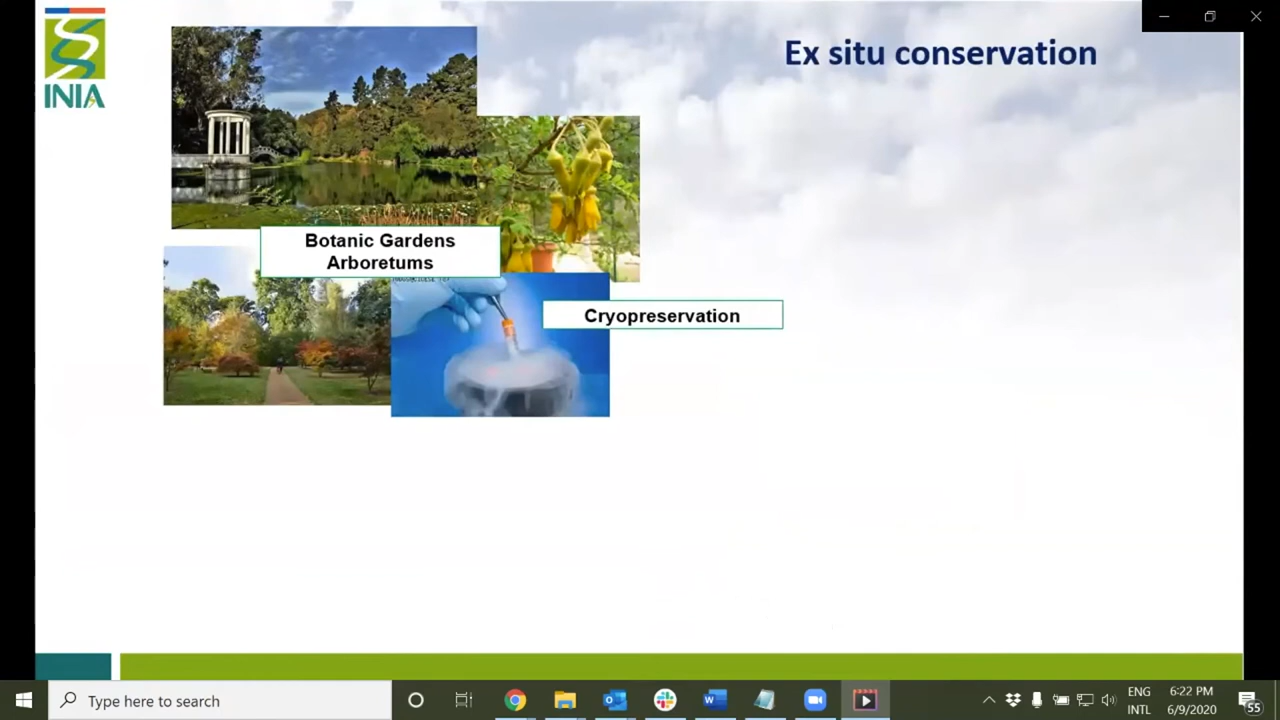 INIA
Ex situ conservation
Botanic Gardens
Arboretums
Cryopreservation
Type here to search
ENG
INTL
6:22 PM
6/9/2020
55